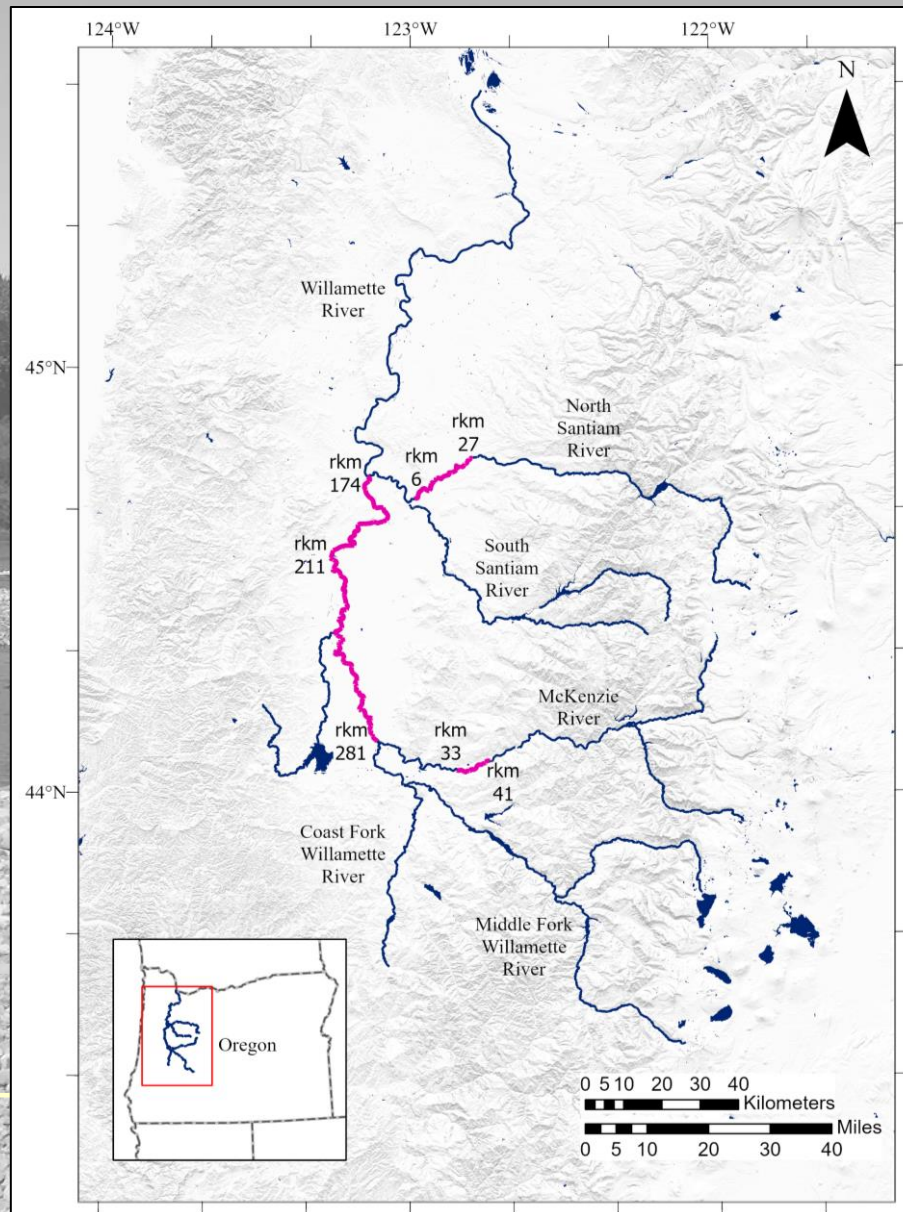 124°W
123°W
122°W
N
Willamette
River
45°N
North
Santiam
River
rkm
27
rkm
6
rkm
174
rkm
211
South
Santiam
River
McKenzie
River
rkm
281
rkm
33
rkm
41
44°N
Coast Fork
Willamette
River
Middle Fork
Willamette
River
Oregon
0 5 10 20 30 40
Kilometers
Miles
0 5 10 20 30 40